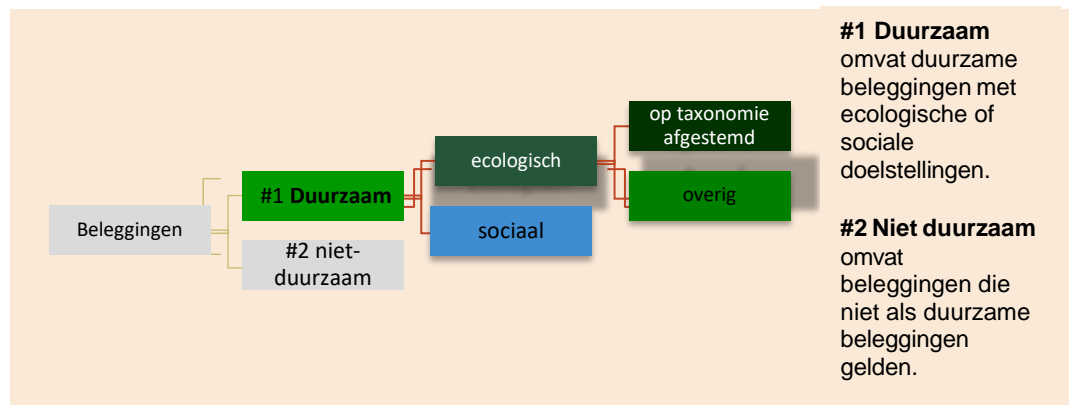 Beleggingen
#1 Duurzaam
#2 niet-
duurzaam
ecologisch
sociaal
op taxonomie
afgestemd
overig
#1 Duurzaam
omvat duurzame
beleggingen met
ecologische of
sociale
doelstellingen.
#2 Niet duurzaam
omvat
beleggingen die
niet als duurzame
beleggingen
gelden.